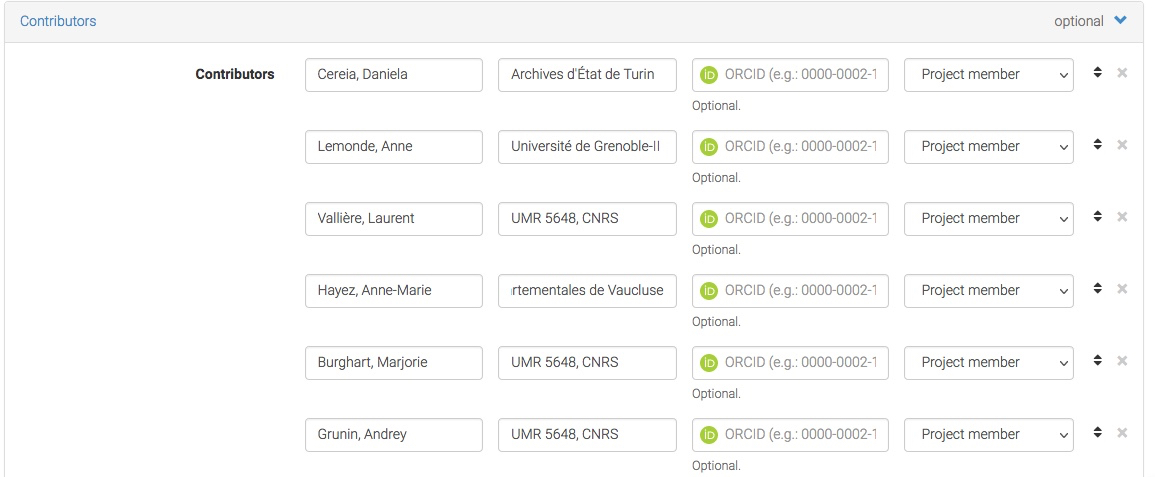 Contributors optional
Contributors Cereia, Daniela Archives d'État de Turin iD ORCID (e.g.: 0000-0002-1 Project member
Optional.
Lemonde, Anne Université de Grenoble-II iD ORCID (e.g.: 0000-0002-1 Project member
Optional.
Vallière, Laurent UMR 5648, CNRS iD ORCID (e.g.: 0000-0002-1 Project member
Optional.
Hayez, Anne-Marie rtementales de Vaucluse iD ORCID (e.g.: 0000-0002-1 Project member
Optional.
Burghart, Marjorie UMR 5648, CNRS iD ORCID (e.g.: 0000-0002-1 Project member
Optional.
Grunin, Andrey UMR 5648, CNRS iD ORCID (e.g.: 0000-0002-1 Project member
Optional.